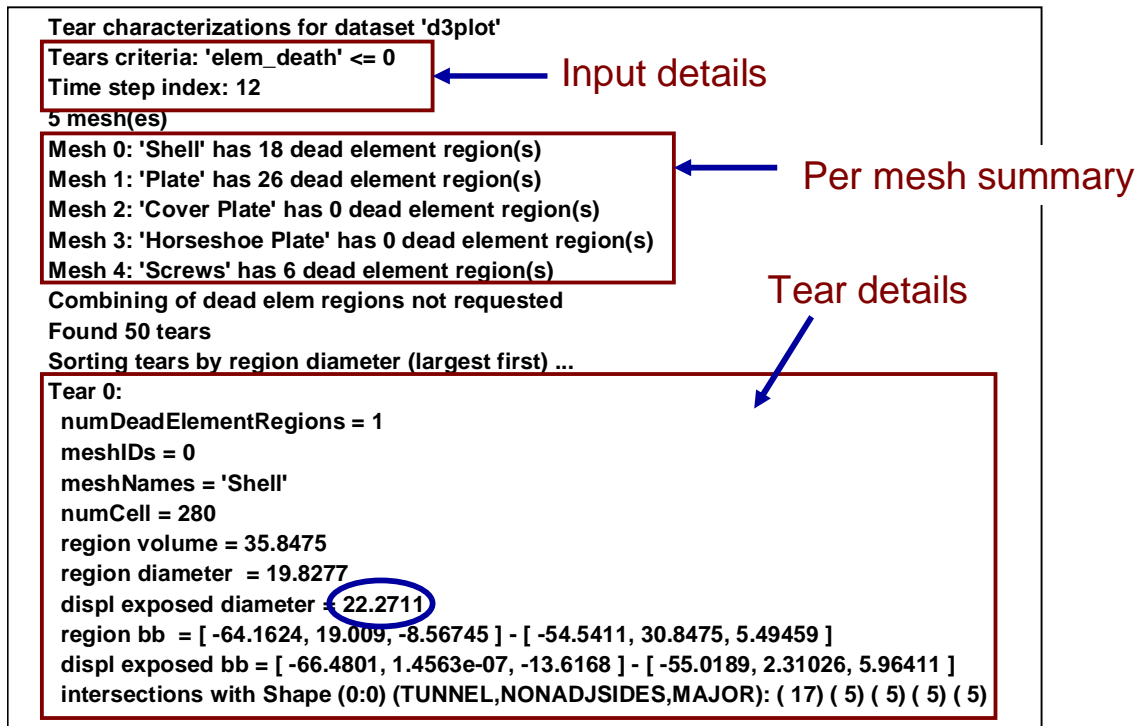 Tear characterizations for dataset 'd3plot'
Tears criteria: 'elem_death' <= 0
Time step index: 12
Input details
5 mesh(es)
Mesh 0: 'Shell' has 18 dead element region(s)
Mesh 1: 'Plate' has 26 dead element region(s)
Per mesh summary
Mesh 2: 'Cover Plate' has 0 dead element region(s)
Mesh 3: 'Horseshoe Plate' has 0 dead element region(s)
Mesh 4: 'Screws' has 6 dead element region(s)
Combining of dead elem regions not requested
Tear details
Found 50 tears
Sorting tears by region diameter (largest first) ...
Tear 0:
numDeadElementRegions = 1
meshIDs = 0
meshNames = 'Shell'
numCell = 280
region volume = 35.8475
region diameter = 19.8277
displ exposed diameter = 22.2711
region bb = [ -64.1624, 19.009, -8.56745 ] - [ -54.5411, 30.8475, 5.49459 ]
displ exposed bb = [ -66.4801, 1.4563e-07, -13.6168 ] - [ -55.0189, 2.31026, 5.96411 ]
intersections with Shape (0:0) (TUNNEL,NONADJSIDES,MAJOR): ( 17) ( 5) ( 5) ( 5) ( 5)